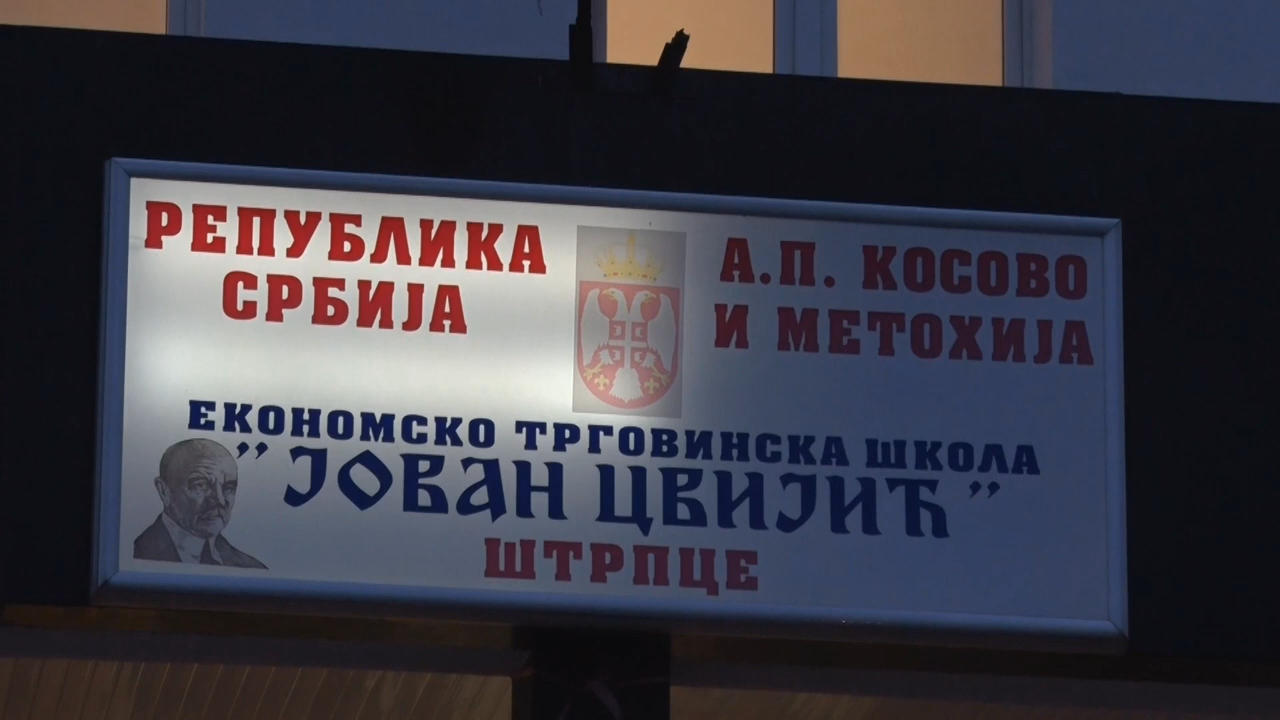 РЕПУБЛИКА
СРБИЈА
А.П. КОСОВО
И МЕТОХИЈА
ЕКОНОМСКО ТРГОВИНСКА ШКОЛА
"ЈОВАН ЦВИЈИЋ"
ШТРПЦЕ